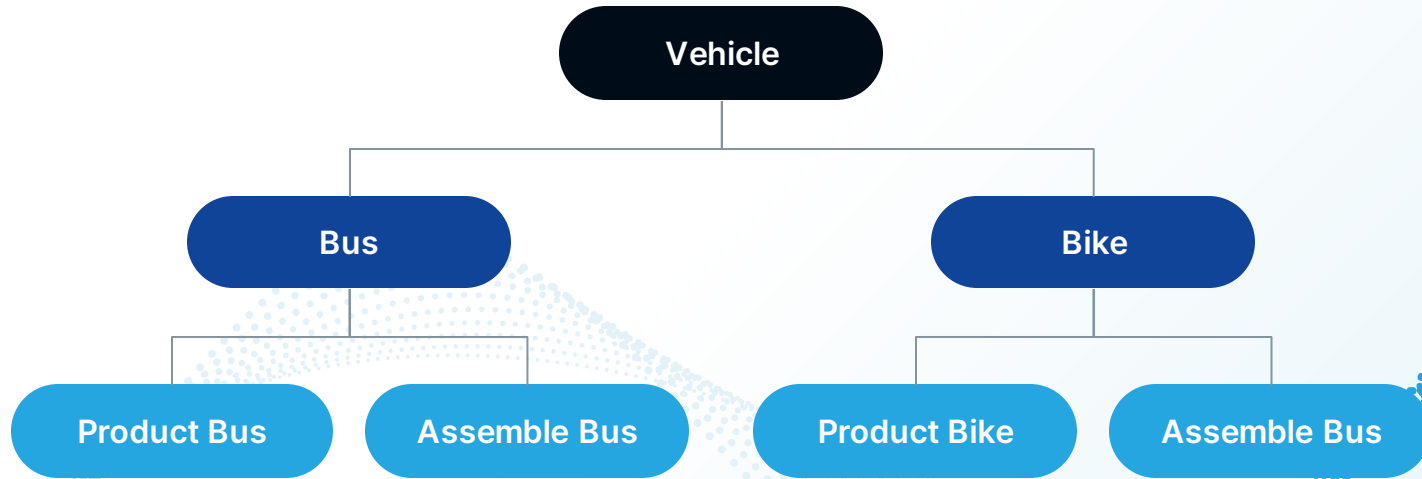 Vehicle
Bus
Bike
Product Bus
Assemble Bus
Product Bike
Assemble Bus